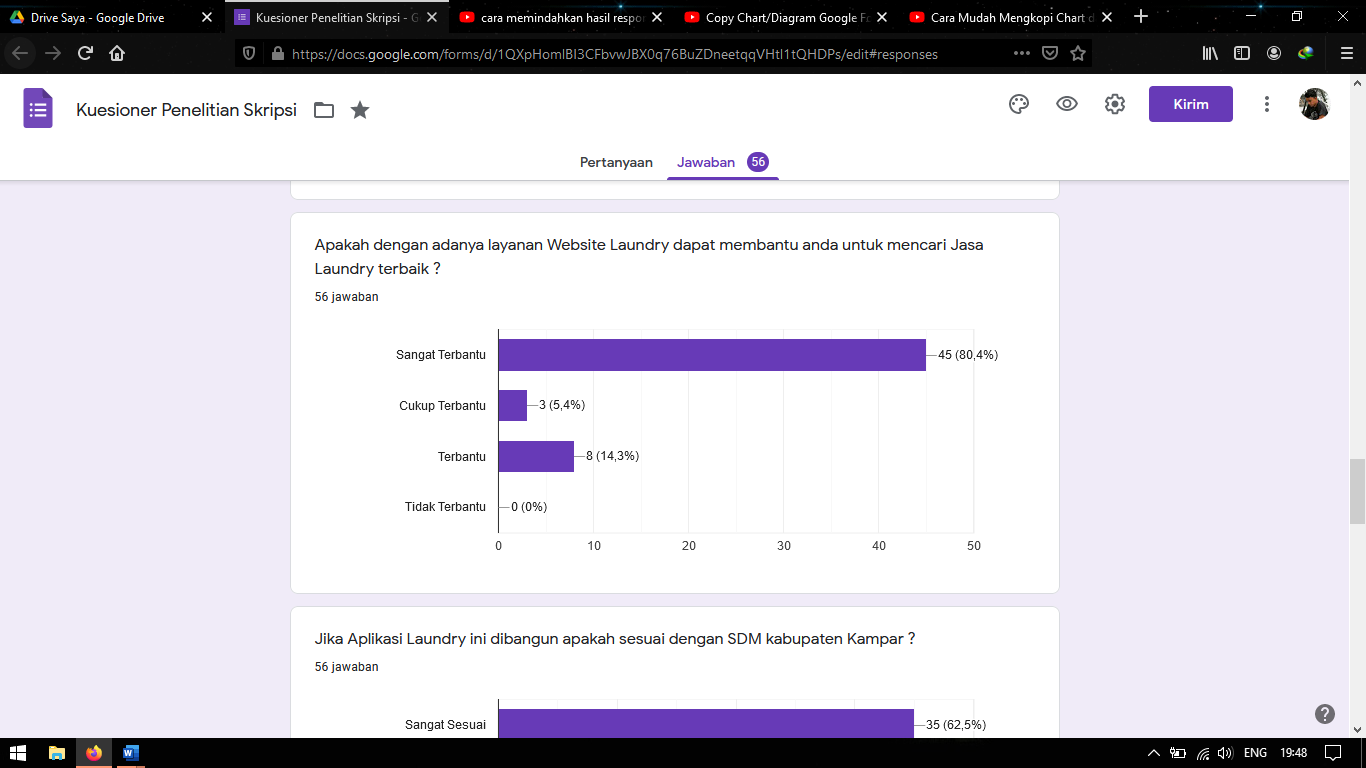 Drive Saya - Google Drive
Kuesioner Penelitian Skripsi - G
cara memindahkan hasil respo
Copy Chart/Diagram Google Fo
Cara Mudah Mengkopi Chart d
https://docs.google.com/forms/d/1QXpHomIBI3CFbvwJBX0q76BuZDneetqqVHtl1tQHDPs/edit#responses
Kuesioner Penelitian Skripsi
Kirim
Pertanyaan
Jawaban 56
Apakah dengan adanya layanan Website Laundry dapat membantu anda untuk mencari Jasa
Laundry terbaik ?
56 jawaban
Sangat Terbantu 45 (80,4%)
Cukup Terbantu 3 (5,4%)
Terbantu 8 (14,3%)
Tidak Terbantu 0 (0%)
0 10 20 30 40 50
Jika Aplikasi Laundry ini dibangun apakah sesuai dengan SDM kabupaten Kampar ?
56 jawaban
Sangat Sesuai 35 (62,5%)
ENG 19:48